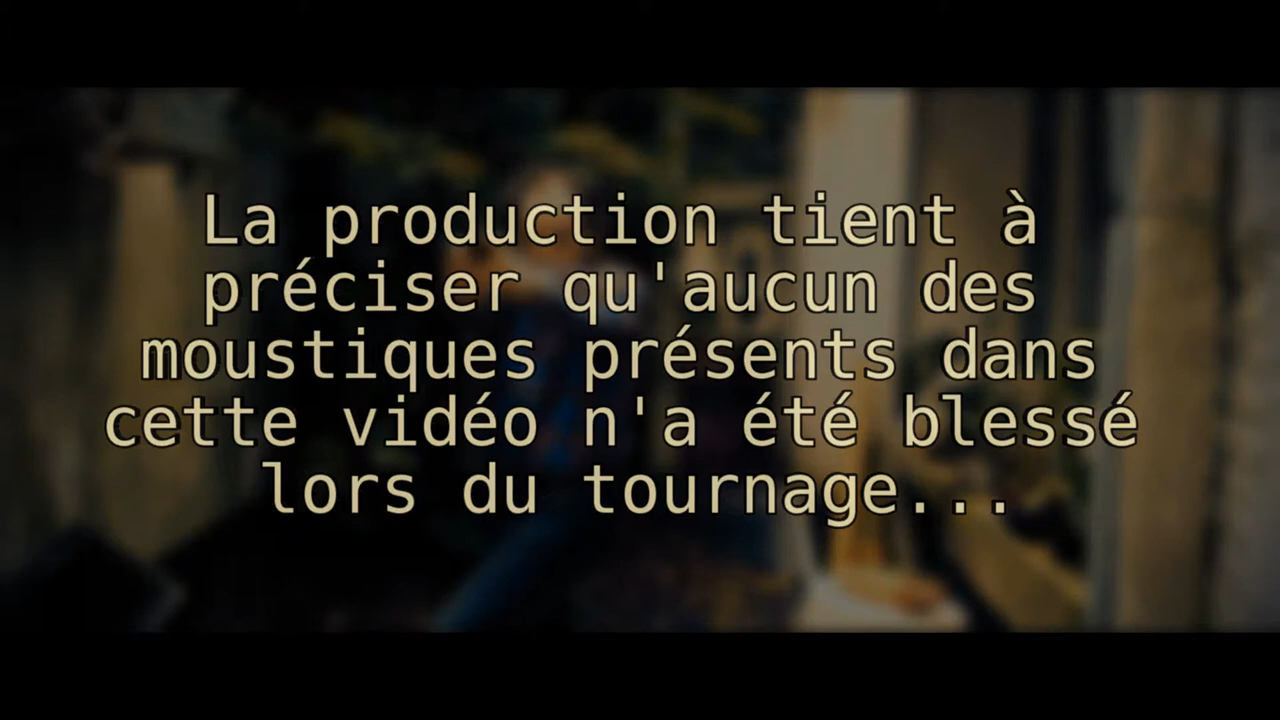 La production tient à
préciser qu'aucun des
moustiques présents dans
cette vidéo n'a été blessé
lors du tournage...